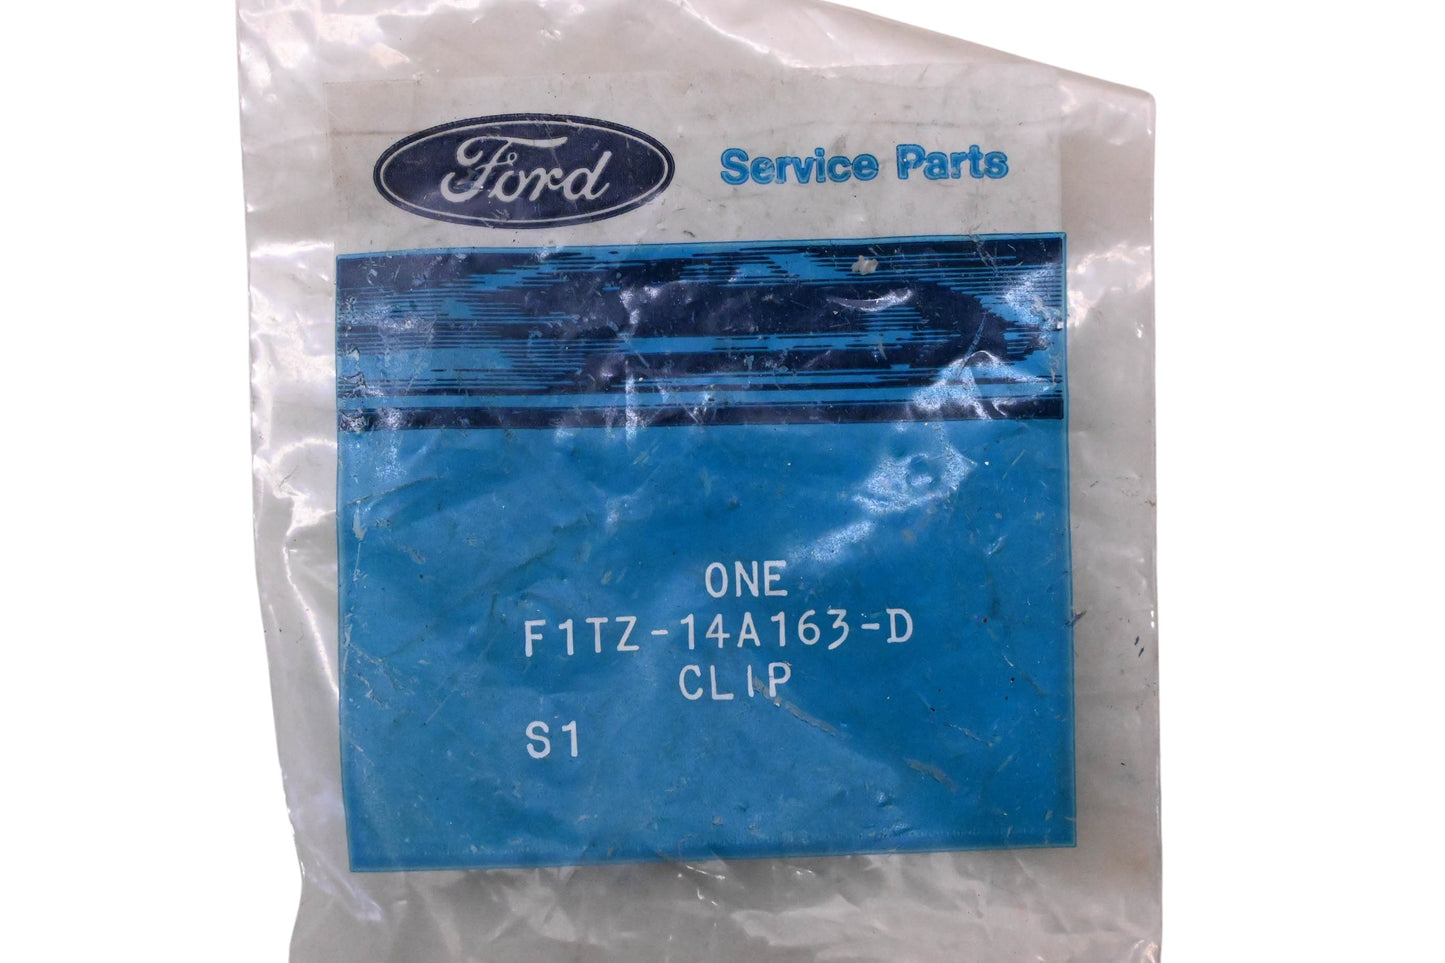 Ford
Service Parts
ONE
F1TZ-14A163-D
CLIP
S1